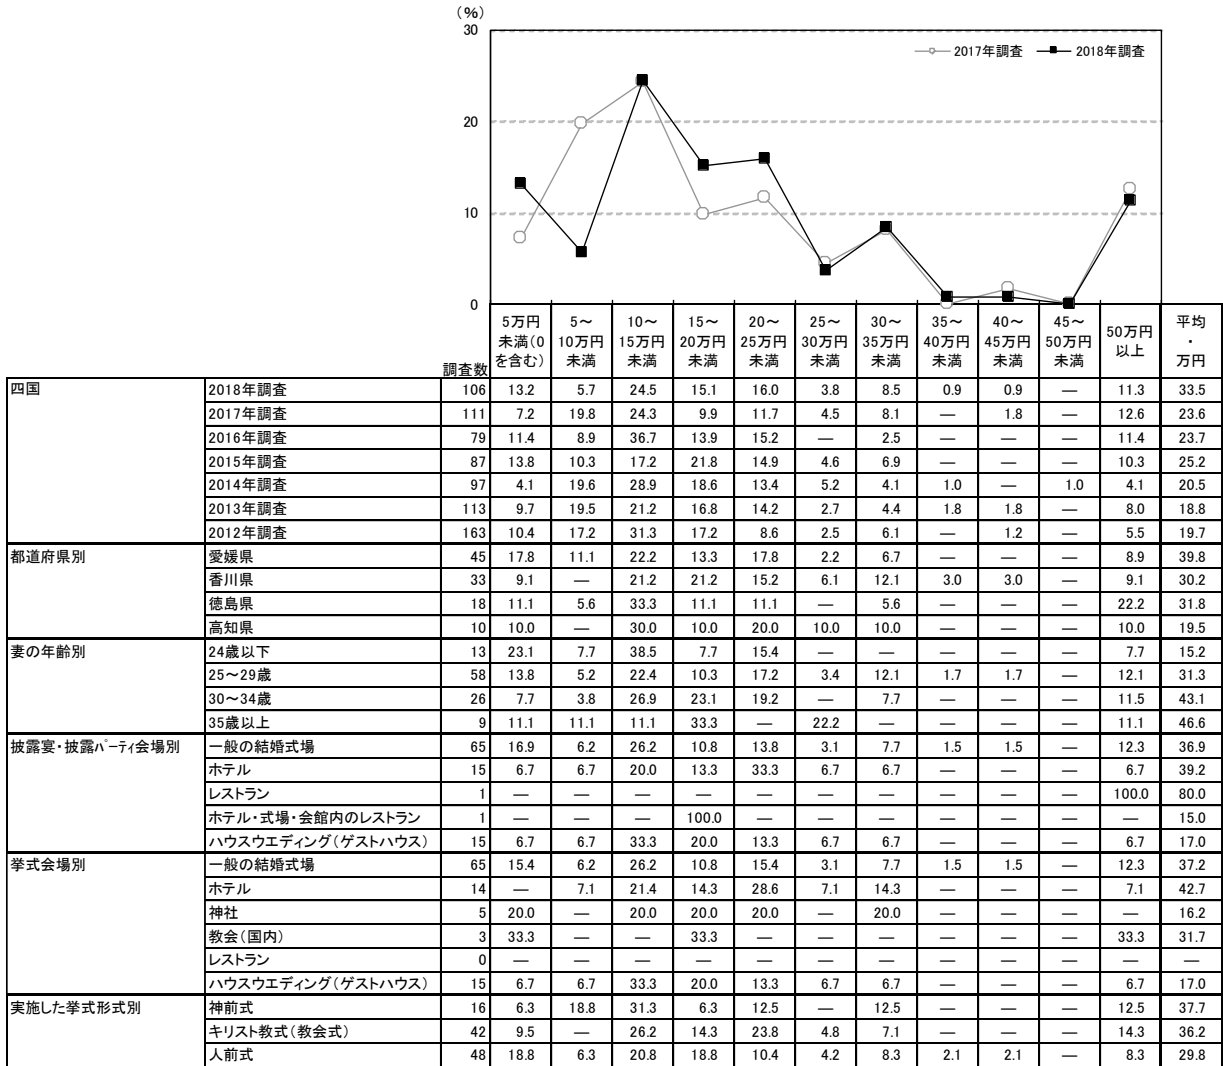 (%)
30
2017年調査 2018年調査
20
10
0
調査数 5万円未満(0を含む) 5～10万円未満 10～15万円未満 15～20万円未満 20～25万円未満 25～30万円未満 30～35万円未満 35～40万円未満 40～45万円未満 45～50万円未満 50万円以上 平均・万円
四国 2018年調査 106 13.2 5.7 24.5 15.1 16.0 3.8 8.5 0.9 0.9 — 11.3 33.5
2017年調査 111 7.2 19.8 24.3 9.9 11.7 4.5 8.1 — 1.8 — 12.6 23.6
2016年調査 79 11.4 8.9 36.7 13.9 15.2 — 2.5 — — — 11.4 23.7
2015年調査 87 13.8 10.3 17.2 21.8 14.9 4.6 6.9 — — — 10.3 25.2
2014年調査 97 4.1 19.6 28.9 18.6 13.4 5.2 4.1 1.0 — 1.0 4.1 20.5
2013年調査 113 9.7 19.5 21.2 16.8 14.2 2.7 4.4 1.8 1.8 — 8.0 18.8
2012年調査 163 10.4 17.2 31.3 17.2 8.6 2.5 6.1 — 1.2 — 5.5 19.7
都道府県別 愛媛県 45 17.8 11.1 22.2 13.3 17.8 2.2 6.7 — — — 8.9 39.8
香川県 33 9.1 — 21.2 21.2 15.2 6.1 12.1 3.0 3.0 — 9.1 30.2
徳島県 18 11.1 5.6 33.3 11.1 11.1 — 5.6 — — — 22.2 31.8
高知県 10 10.0 — 30.0 10.0 20.0 10.0 10.0 — — — 10.0 19.5
妻の年齢別 24歳以下 13 23.1 7.7 38.5 7.7 15.4 — — — — — 7.7 15.2
25～29歳 58 13.8 5.2 22.4 10.3 17.2 3.4 12.1 1.7 1.7 — 12.1 31.3
30～34歳 26 7.7 3.8 26.9 23.1 19.2 — 7.7 — — — 11.5 43.1
35歳以上 9 11.1 11.1 11.1 33.3 — 22.2 — — — — 11.1 46.6
披露宴・披露パーティ会場別 一般の結婚式場 65 16.9 6.2 26.2 10.8 13.8 3.1 7.7 1.5 1.5 — 12.3 36.9
ホテル 15 6.7 6.7 20.0 13.3 33.3 6.7 6.7 — — — 6.7 39.2
レストラン 1 — — — — — — — — — — 100.0 80.0
ホテル・式場・会館内のレストラン 1 — — — 100.0 — — — — — — — 15.0
ハウスウエディング(ゲストハウス) 15 6.7 6.7 33.3 20.0 13.3 6.7 6.7 — — — 6.7 17.0
挙式会場別 一般の結婚式場 65 15.4 6.2 26.2 10.8 15.4 3.1 7.7 1.5 1.5 — 12.3 37.2
ホテル 14 — 7.1 21.4 14.3 28.6 7.1 14.3 — — — 7.1 42.7
神社 5 20.0 — 20.0 20.0 20.0 — 20.0 — — — — 16.2
教会(国内) 3 33.3 — — 33.3 — — — — — — 33.3 31.7
レストラン 0 — — — — — — — — — — — —
ハウスウエディング(ゲストハウス) 15 6.7 6.7 33.3 20.0 13.3 6.7 6.7 — — — 6.7 17.0
実施した挙式形式別 神前式 16 6.3 18.8 31.3 6.3 12.5 — 12.5 — — — 12.5 37.7
キリスト教式(教会式) 42 9.5 — 26.2 14.3 23.8 4.8 7.1 — — — 14.3 36.2
人前式 48 18.8 6.3 20.8 18.8 10.4 4.2 8.3 2.1 2.1 — 8.3 29.8